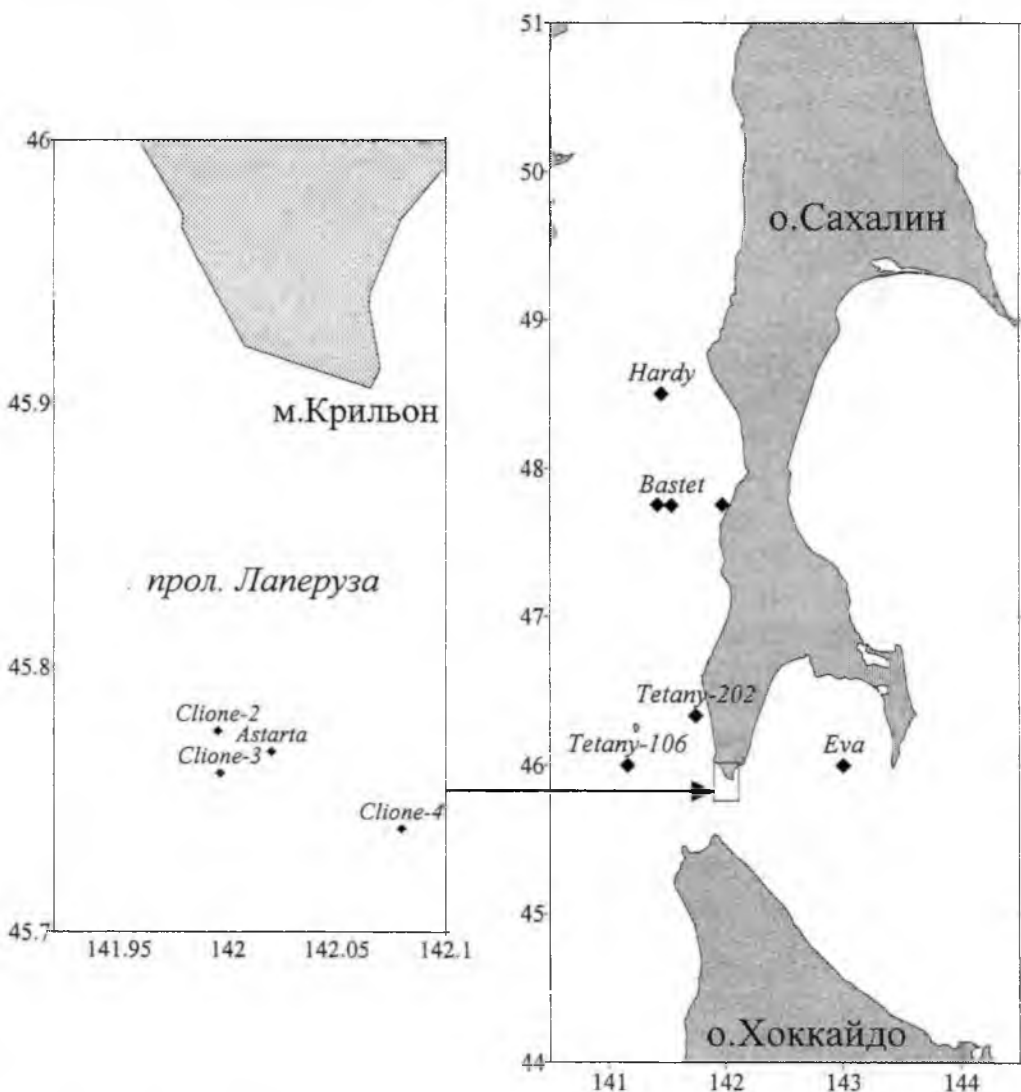 46
45.9
45.8
45.7
141.95
142
142.05
142.1
м.Крильон
прол. Лаперуза
Clione-2
Astarta
Clione-3
Clione-4
51
50
49
48
47
46
45
44
141
142
143
144
о.Сахалин
Hardy
Bastet
Tetany-202
Tetany-106
Eva
о.Хоккайдо